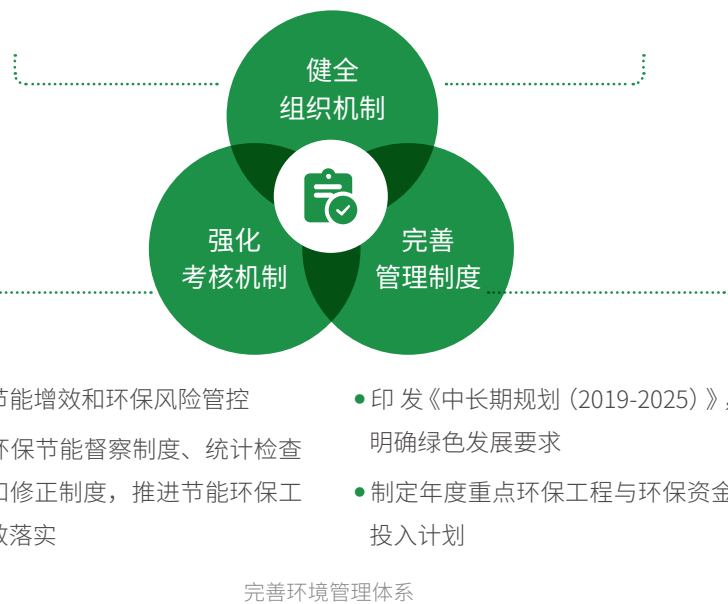 健全
组织机制
强化
考核机制
完善
管理制度
节能增效和环保风险管控
环保节能督察制度、统计检查
和修正制度，推进节能环保工
效落实
印 发《中长期规划（2019-2025）》，
明确绿色发展要求
制定年度重点环保工程与环保资金
投入计划
完善环境管理体系